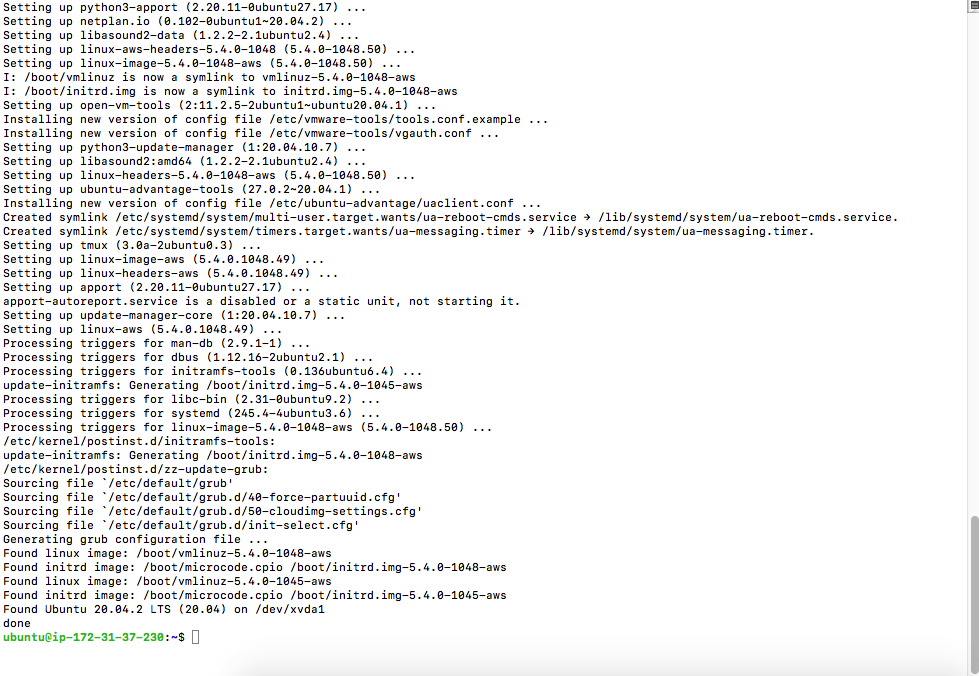 Setting up python3-apport (2.20.11-0ubuntu27.17) ...
Setting up netplan.io (0.102-0ubuntu1~20.04.2) ...
Setting up libasound2-data (1.2.2-2.1ubuntu2.4) ...
Setting up linux-aws-headers-5.4.0-1048 (5.4.0-1048.50) ...
Setting up linux-image-5.4.0-1048-aws (5.4.0-1048.50) ...
I: /boot/vmlinuz is now a symlink to vmlinuz-5.4.0-1048-aws
I: /boot/initrd.img is now a symlink to initrd.img-5.4.0-1048-aws
Setting up open-vm-tools (2:11.2.5-2ubuntu1~ubuntu20.04.1) ...
Installing new version of config file /etc/vmware-tools/tools.conf.example ...
Installing new version of config file /etc/vmware-tools/vgauth.conf ...
Setting up python3-update-manager (1:20.04.10.7) ...
Setting up libasound2:amd64 (1.2.2-2.1ubuntu2.4) ...
Setting up linux-headers-5.4.0-1048-aws (5.4.0-1048.50) ...
Setting up ubuntu-advantage-tools (27.0.2~20.04.1) ...
Installing new version of config file /etc/ubuntu-advantage/uaclient.conf ...
Created symlink /etc/systemd/system/multi-user.target.wants/ua-reboot-cmds.service → /lib/systemd/system/ua-reboot-cmds.service.
Created symlink /etc/systemd/system/timers.target.wants/ua-messaging.timer → /lib/systemd/system/ua-messaging.timer.
Setting up tmux (3.0a-2ubuntu0.3) ...
Setting up linux-image-aws (5.4.0.1048.49) ...
Setting up linux-headers-aws (5.4.0.1048.49) ...
Setting up apport (2.20.11-0ubuntu27.17) ...
apport-autoreport.service is a disabled or a static unit, not starting it.
Setting up update-manager-core (1:20.04.10.7) ...
Setting up linux-aws (5.4.0.1048.49) ...
Processing triggers for man-db (2.9.1-1) ...
Processing triggers for dbus (1.12.16-2ubuntu2.1) ...
Processing triggers for initramfs-tools (0.136ubuntu6.4) ...
update-initramfs: Generating /boot/initrd.img-5.4.0-1045-aws
Processing triggers for libc-bin (2.31-0ubuntu9.2) ...
Processing triggers for systemd (245.4-4ubuntu3.6) ...
Processing triggers for linux-image-5.4.0-1048-aws (5.4.0-1048.50) ...
/etc/kernel/postinst.d/initramfs-tools:
update-initramfs: Generating /boot/initrd.img-5.4.0-1048-aws
/etc/kernel/postinst.d/zz-update-grub:
Sourcing file `/etc/default/grub'
Sourcing file `/etc/default/grub.d/40-force-partuuid.cfg'
Sourcing file `/etc/default/grub.d/50-cloudimg-settings.cfg'
Sourcing file `/etc/default/grub.d/init-select.cfg'
Generating grub configuration file ...
Found linux image: /boot/vmlinuz-5.4.0-1048-aws
Found initrd image: /boot/microcode.cpio /boot/initrd.img-5.4.0-1048-aws
Found linux image: /boot/vmlinuz-5.4.0-1045-aws
Found initrd image: /boot/microcode.cpio /boot/initrd.img-5.4.0-1045-aws
Found Ubuntu 20.04.2 LTS (20.04) on /dev/xvda1
done
ubuntu@ip-172-31-37-230:~$